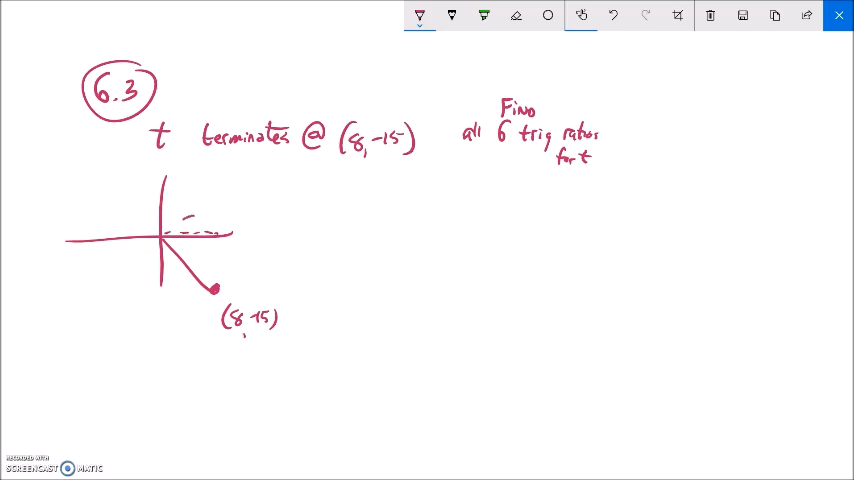 6.3
Find
t terminates @ (8, -15) all 6 trig ratios
for t
(8, -15)
RECORDED WITH
SCREENCAST MATIC